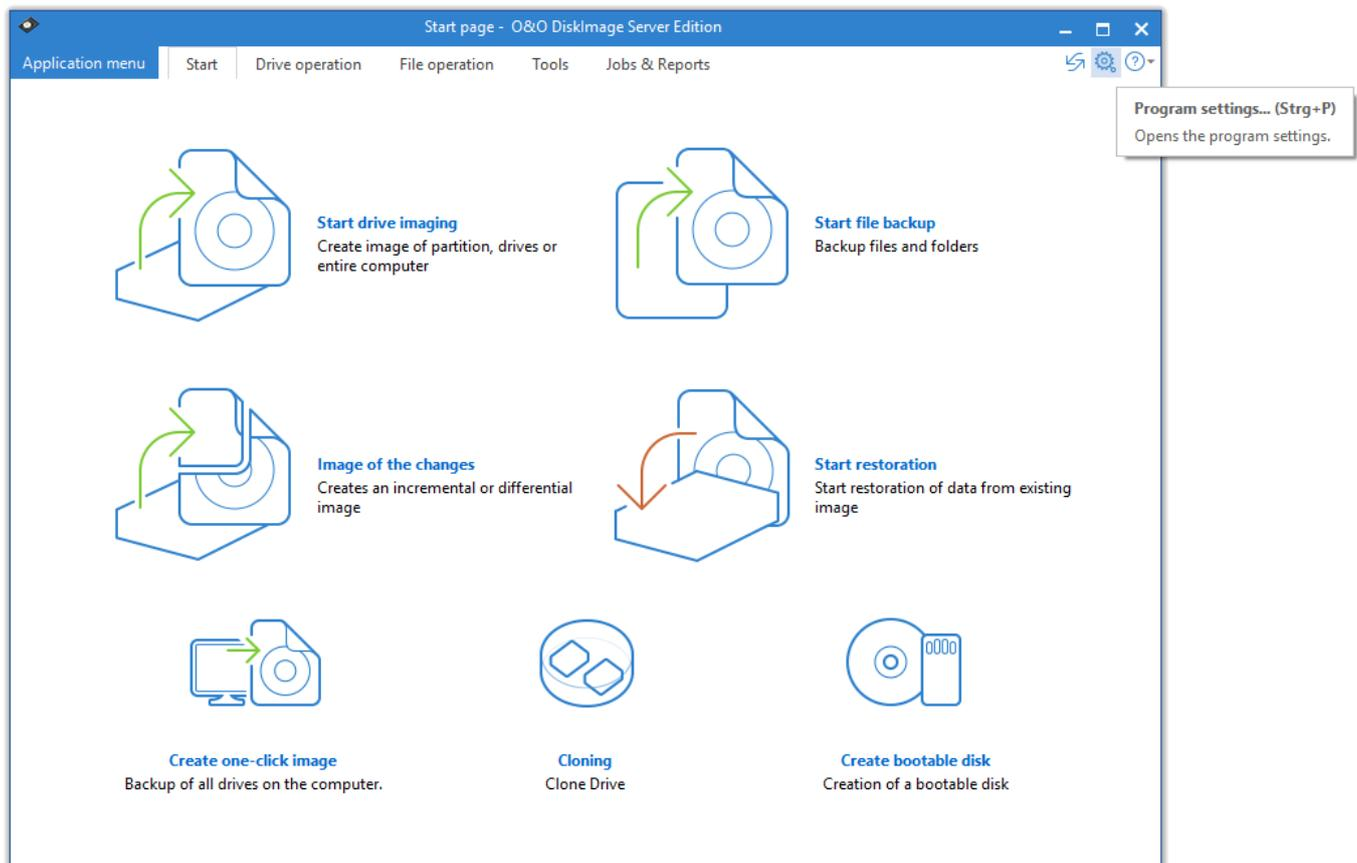 Start page - O&O DiskImage Server Edition
Application menu
Start
Drive operation
File operation
Tools
Jobs & Reports
Program settings... (Strg+P)
Opens the program settings.
Start drive imaging
Create image of partition, drives or
entire computer
Start file backup
Backup files and folders
Image of the changes
Creates an incremental or differential
image
Start restoration
Start restoration of data from existing
image
Create one-click image
Backup of all drives on the computer.
Cloning
Clone Drive
Create bootable disk
Creation of a bootable disk